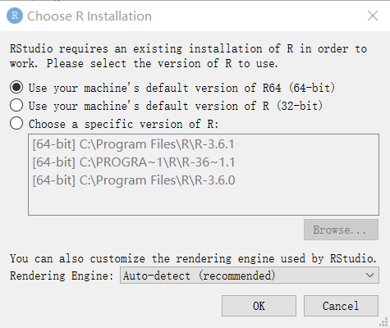 Choose R Installation
RStudio requires an existing installation of R in order to
work. Please select the version of R to use.
Use your machine's default version of R64 (64-bit)
Use your machine's default version of R (32-bit)
Choose a specific version of R:
[64-bit] C:\Program Files\R\R-3.6.1
[64-bit] C:\PROGRA~1\R\R-36~1.1
[64-bit] C:\Program Files\R\R-3.6.0
Browse...
You can also customize the rendering engine used by RStudio.
Rendering Engine: Auto-detect (recommended)
OK Cancel